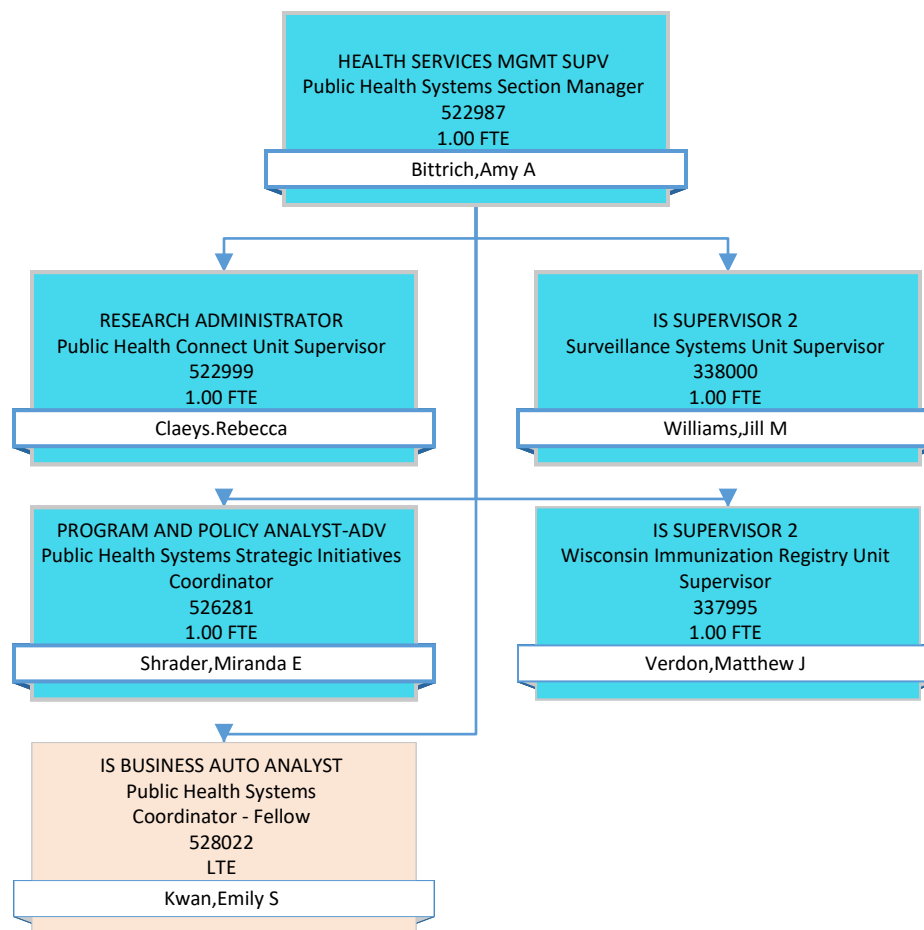 HEALTH SERVICES MGMT SUPV
Public Health Systems Section Manager
522987
1.00 FTE
Bittrich,Amy A
RESEARCH ADMINISTRATOR
Public Health Connect Unit Supervisor
522999
1.00 FTE
Claeys.Rebecca
IS SUPERVISOR 2
Surveillance Systems Unit Supervisor
338000
1.00 FTE
Williams,Jill M
PROGRAM AND POLICY ANALYST-ADV
Public Health Systems Strategic Initiatives
Coordinator
526281
1.00 FTE
Shrader,Miranda E
IS SUPERVISOR 2
Wisconsin Immunization Registry Unit
Supervisor
337995
1.00 FTE
Verdon,Matthew J
IS BUSINESS AUTO ANALYST
Public Health Systems
Coordinator - Fellow
528022
LTE
Kwan,Emily S